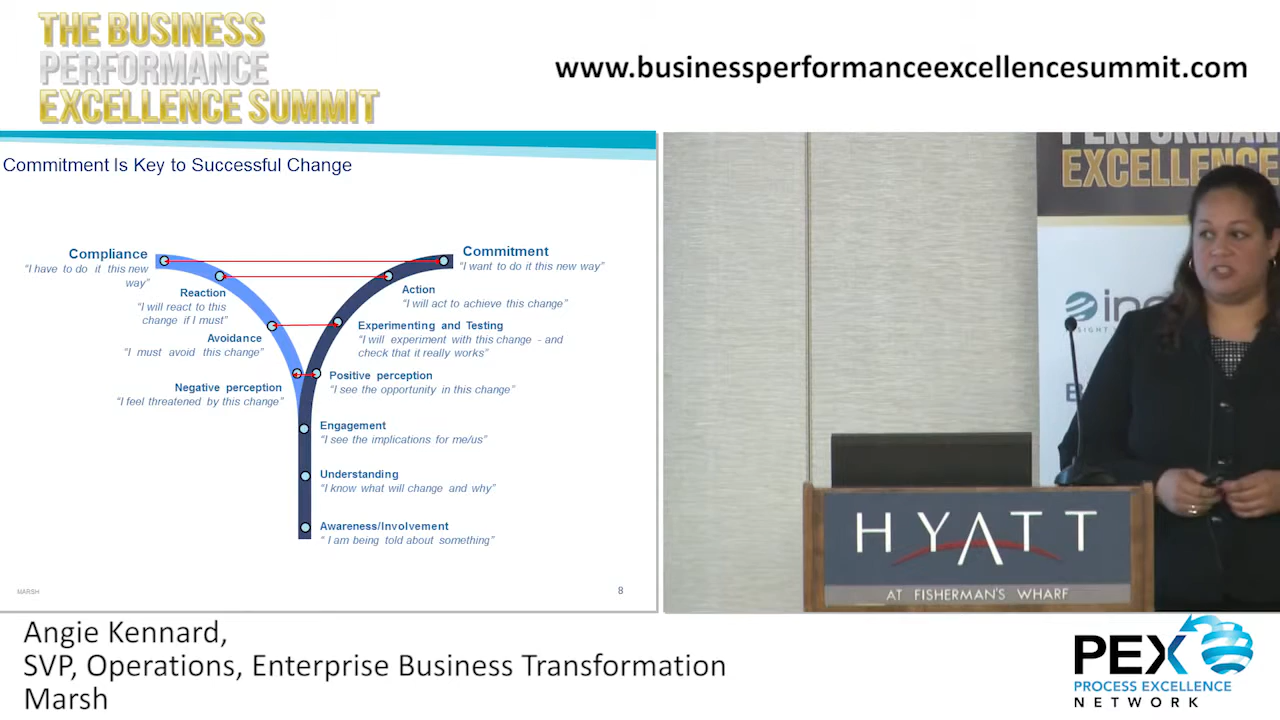 THE BUSINESS
PERFORMANCE
EXCELLENCE SUMMIT
www.businessperformanceexcellencesummit.com
Commitment Is Key to Successful Change
Compliance
“I have to do it this new
way”
Reaction
“I will react to this
change if I must”
Avoidance
“I must avoid this change”
Negative perception
“I feel threatened by this change”
Commitment
“I want to do it this new way”
Action
“I will act to achieve this change”
Experimenting and Testing
“I will experiment with this change - and
check that it really works”
Positive perception
“I see the opportunity in this change”
Engagement
“I see the implications for me/us”
Understanding
“I know what will change and why”
Awareness/Involvement
“ I am being told about something”
MARSH
8
EXCELLENCE
HYATT
AT FISHERMAN'S WHARF
Angie Kennard,
SVP, Operations, Enterprise Business Transformation
Marsh
PEX
PROCESS EXCELLENCE
NETWORK